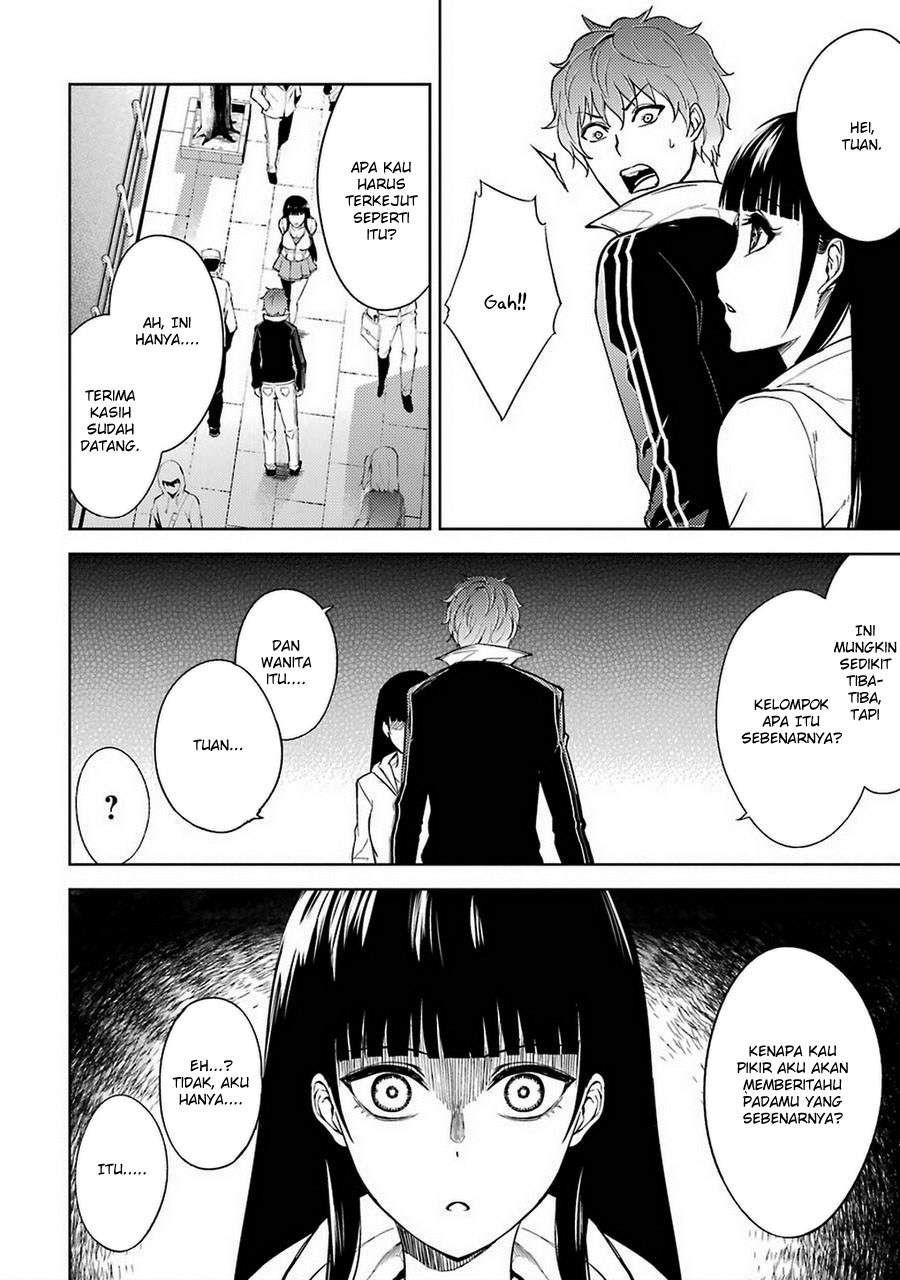 HEI,
TUAN.
Gah!!
APA KAU
HARUS
TERKEJUT
SEPERTI
ITU?
AH, INI
HANYA....
TERIMA
KASIH
SUDAH
DATANG.
INI
MUNGKIN
SEDIKIT
TIBA-
TIBA,
TAPI
KELOMPOK
APA ITU
SEBENARNYA?
DAN
WANITA
ITU....
TUAN...
?
KENAPA KAU
PIKIR AKU AKAN
MEMBERITAHU
PADAMU YANG
SEBENARNYA?
EH...?
TIDAK, AKU
HANYA....
ITU.....